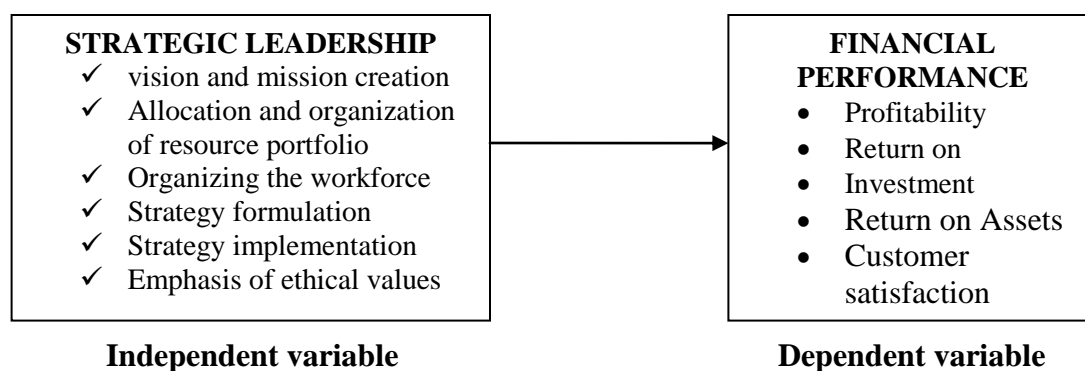 STRATEGIC LEADERSHIP
✓ vision and mission creation
✓ Allocation and organization
of resource portfolio
✓ Organizing the workforce
✓ Strategy formulation
✓ Strategy implementation
✓ Emphasis of ethical values
Independent variable
FINANCIAL
PERFORMANCE
• Profitability
• Return on
• Investment
• Return on Assets
• Customer
satisfaction
Dependent variable